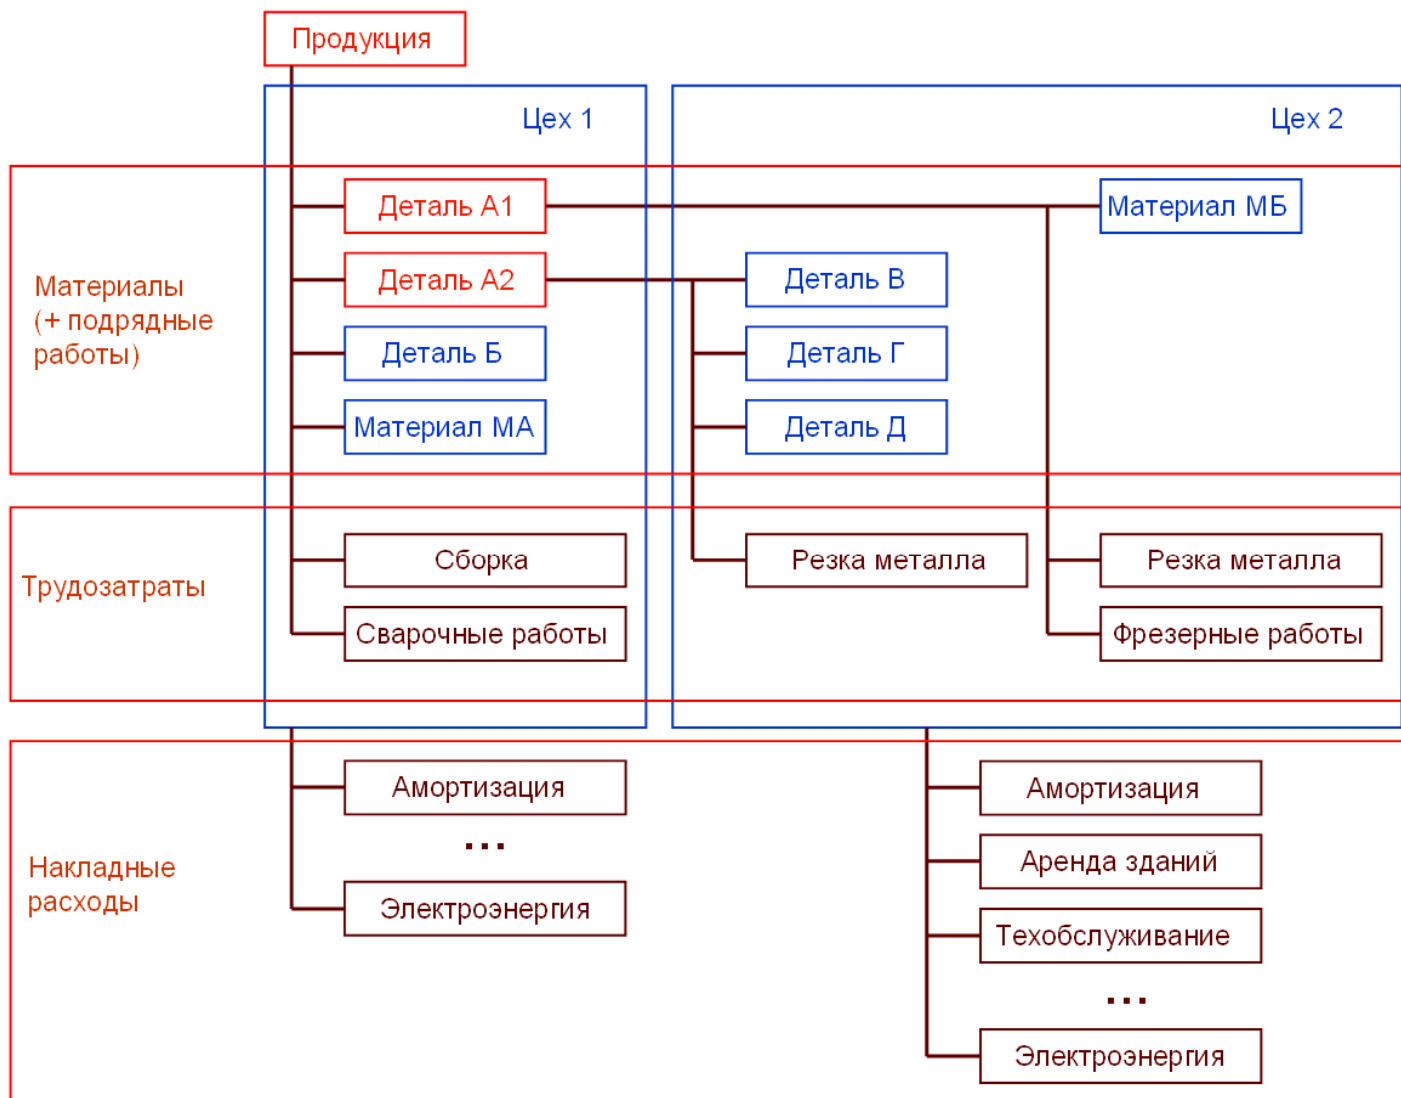 Продукция
Цех 1
Цех 2
Деталь А1
Материал МБ
Материалы
(+ подрядные
работы)
Деталь А2
Деталь В
Деталь Б
Деталь Г
Материал МА
Деталь Д
Трудозатраты
Сборка
Резка металла
Резка металла
Сварочные работы
Фрезерные работы
Накладные
расходы
Амортизация
...
Электроэнергия
Амортизация
Аренда зданий
Техобслуживание
...
Электроэнергия